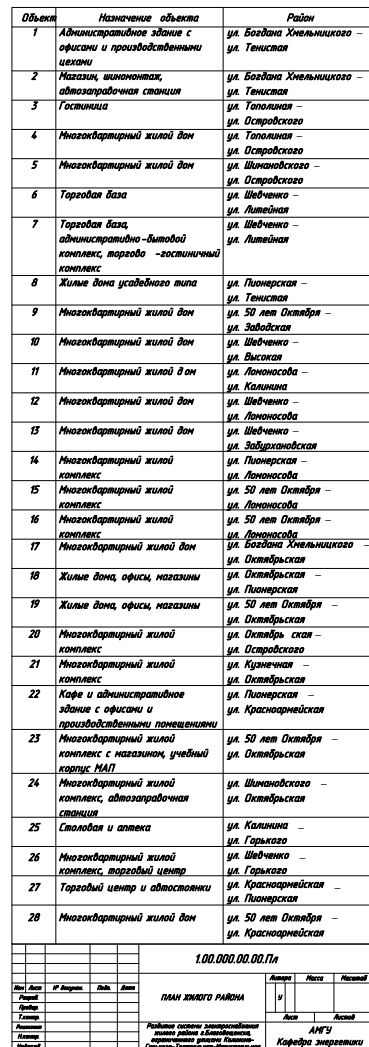 Объект Назначение объекта Район
1 Административное здание с ул. Богдана Хмельницкого –
офисами и производственными ул. Тенистая
цехами
2 Магазин, шиномонтаж, ул. Богдана Хмельницкого –
автозаправочная станция ул. Тенистая
3 Гостиница ул. Тополиная –
ул. Островского
4 Многоквартирный жилой дом ул. Тополиная –
ул. Островского
5 Многоквартирный жилой дом ул. Шимановского –
ул. Островского
6 Торговая база ул. Шевченко –
ул. Литейная
7 Торговая база, ул. Шевченко –
административно-бытовой ул. Литейная
комплекс, торгово -гостиничный
комплекс
8 Жилые дома усадебного типа ул. Пионерская –
ул. Тенистая
9 Многоквартирный жилой дом ул. 50 лет Октября –
ул. Заводская
10 Многоквартирный жилой дом ул. Шевченко –
ул. Высокая
11 Многоквартирный жилой д ом ул. Ломоносова –
ул. Калинина
12 Многоквартирный жилой дом ул. Шевченко –
ул. Ломоносова
13 Многоквартирный жилой дом ул. Шевченко –
ул. Забурхановская
14 Многоквартирный жилой ул. Пионерская –
комплекс ул. Ломоносова
15 Многоквартирный жилой ул. 50 лет Октября –
комплекс ул. Ломоносова
16 Многоквартирный жилой ул. 50 лет Октября –
комплекс ул. Ломоносова
17 Многоквартирный жилой дом ул. Богдана Хмельницкого –
ул. Октябрьская
18 Жилые дома, офисы, магазины ул. Октябрьская –
ул. Пионерская
19 Жилые дома, офисы, магазины ул. 50 лет Октября –
ул. Октябрьская
20 Многоквартирный жилой ул. Октябрь ская –
комплекс ул. Островского
21 Многоквартирный жилой ул. Кузнечная –
комплекс ул. Октябрьская
22 Кафе и административное ул. Пионерская –
здание с офисами и ул. Красноармейская
производственными помещениями
23 Многоквартирный жилой ул. 50 лет Октября –
комплекс с магазином, учебный ул. Октябрьская
корпус МАП
24 Многоквартирный жилой ул. Шимановского –
комплекс, автозаправочная ул. Октябрьская
станция
25 Столовая и аптека ул. Калинина –
ул. Горького
26 Многоквартирный жилой ул. Шевченко –
комплекс, торговый центр ул. Горького
27 Торговый центр и автостоянки ул. Красноармейская –
ул. Пионерская
28 Многоквартирный жилой дом ул. 50 лет Октября –
ул. Красноармейская
1.00.000.00.00.Пл
Литера Масса Масштаб
Изм Лист № докум. Подп. Дата
Разраб. ПЛАН ЖИЛОГО РАЙОНА У
Провер.
Т.контр. Лист Листов
Развитие системы электроснабжения АМГУ
Н.контр. жилого района г.Благовещенска, Кафедра энергетики
ограниченного улицами Калинина-